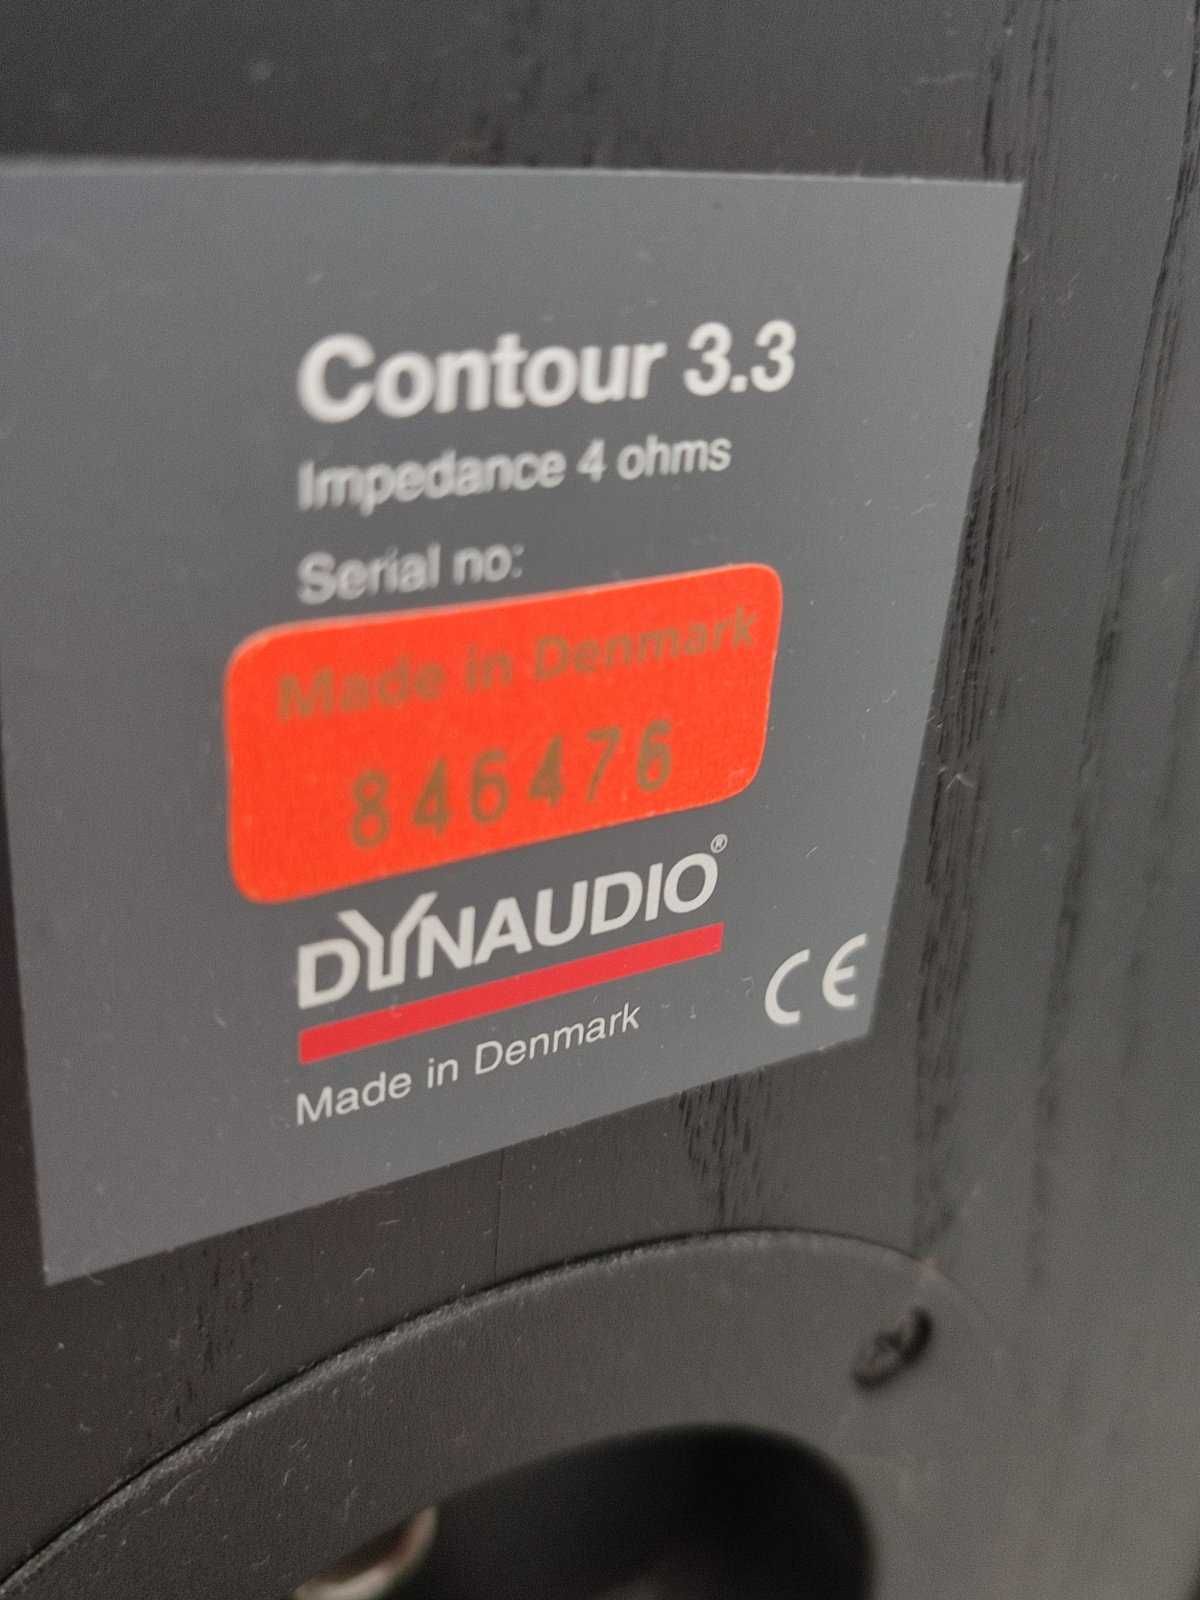 Contour 3.3
Impedance 4 ohms
Serial no:
Made in Denmark
846476
DYNAUDIO®
Made in Denmark
CE